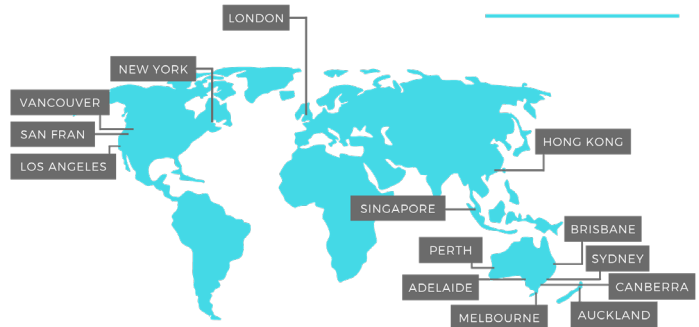 LONDON
NEW YORK
VANCOUVER
SAN FRAN
LOS ANGELES
HONG KONG
SINGAPORE
BRISBANE
PERTH
SYDNEY
ADELAIDE
CANBERRA
MELBOURNE
AUCKLAND